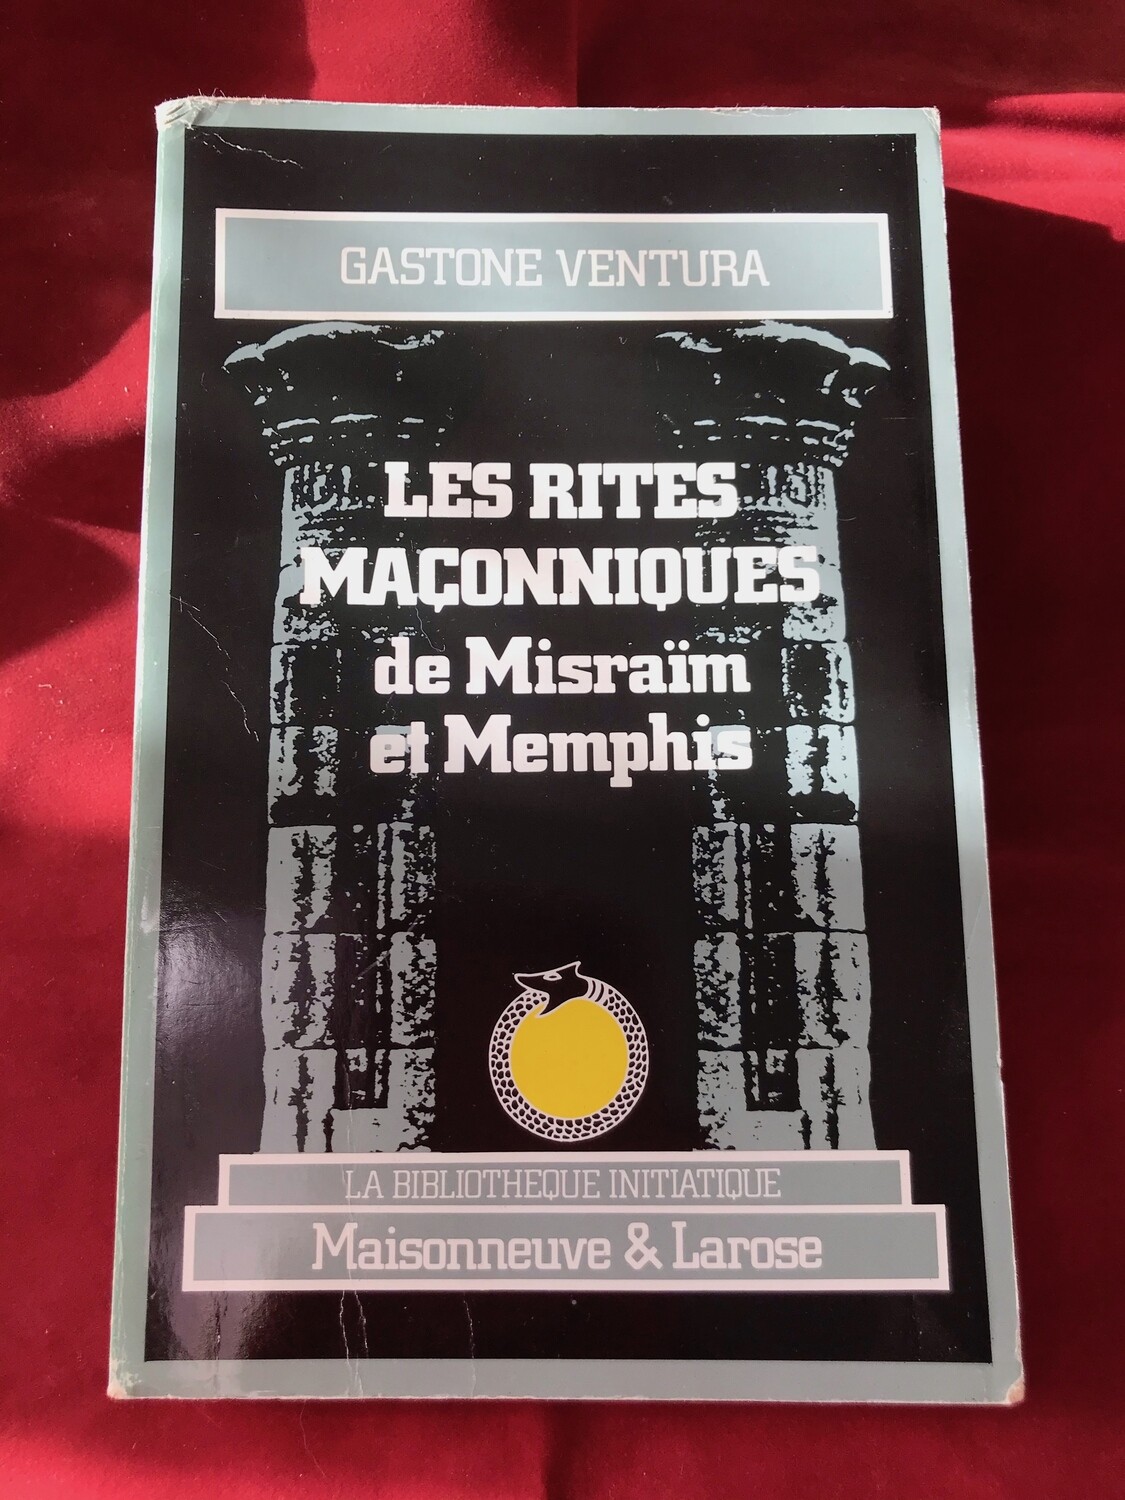 GASTONE VENTURA
LES RITES
MAÇONNIQUES
de Misraïm
et Memphis
LA BIBLIOTHEQUE INITIATIQUE
Maisonneuve & Larose